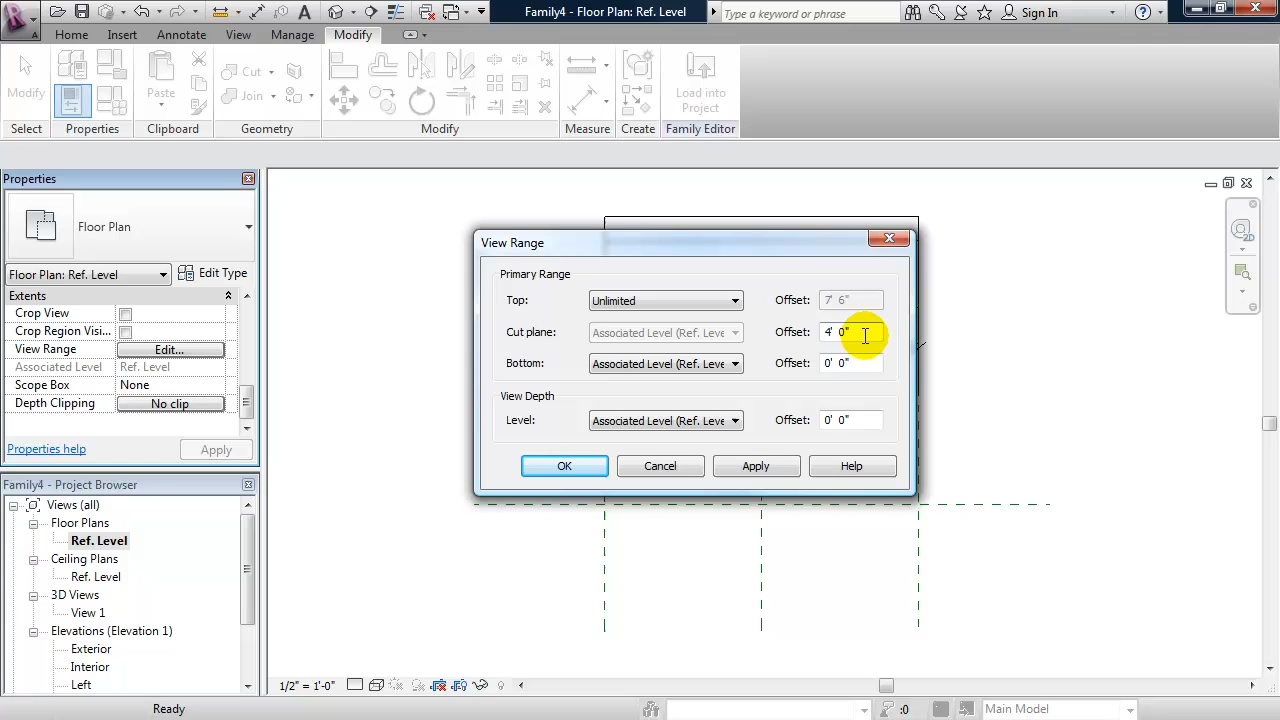 Family4 - Floor Plan: Ref. Level
Type a keyword or phrase
Sign In
Home Insert Annotate View Manage Modify
Modify
Paste
Cut
Join
Load into
Project
Select Properties Clipboard Geometry Modify Measure Create Family Editor
Properties
Floor Plan
Floor Plan: Ref. Level
Edit Type
Extents
Crop View
Crop Region Visi...
View Range Edit...
Associated Level Ref. Level
Scope Box None
Depth Clipping No clip
Properties help
Apply
Family4 - Project Browser
Views (all)
Floor Plans
Ref. Level
Ceiling Plans
Ref. Level
3D Views
View 1
Elevations (Elevation 1)
Exterior
Interior
Left
View Range
Primary Range
Top: Unlimited Offset: 7' 6"
Cut plane: Associated Level (Ref. Leve Offset: 4' 0"
Bottom: Associated Level (Ref. Leve Offset: 0' 0"
View Depth
Level: Associated Level (Ref. Leve Offset: 0' 0"
OK Cancel Apply Help
1/2" = 1'-0"
Ready
:0
Main Model